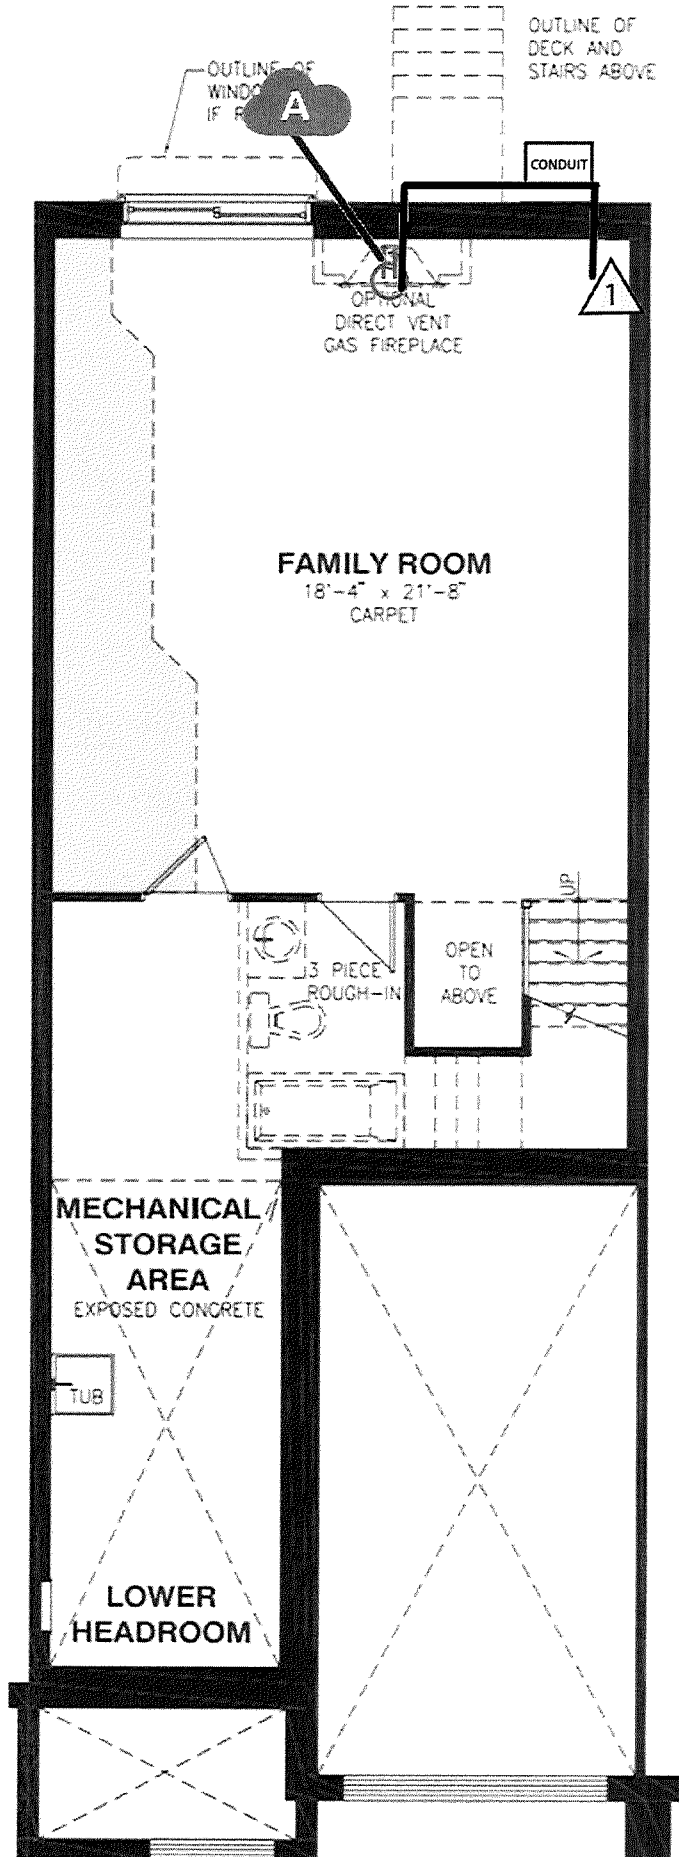 OUTLINE OF
DECK AND
STAIRS ABOVE
OUTLINE OF
IF
A
CONDUIT
1
OPTIONAL
DIRECT VENT
GAS FIREPLACE
FAMILY ROOM
18'-4" x 21'-8"
CARPET
UP
OPEN
TO
ABOVE
3 PIECE
ROUGH-IN
MECHANICAL
STORAGE
AREA
EXPOSED CONCRETE
TUB
LOWER
HEADROOM